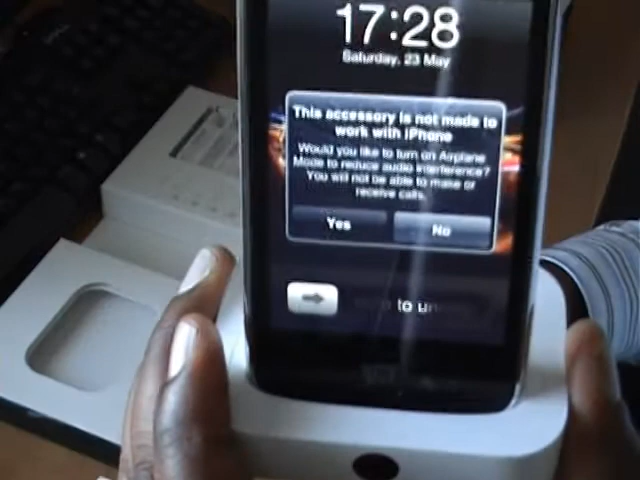 17:28
Saturday, 23 May
This accessory is not made to
work with iPhone
Would you like to turn on Airplane
Mode to reduce audio interference?
You will not be able to make or
receive calls.
Yes
No
to un